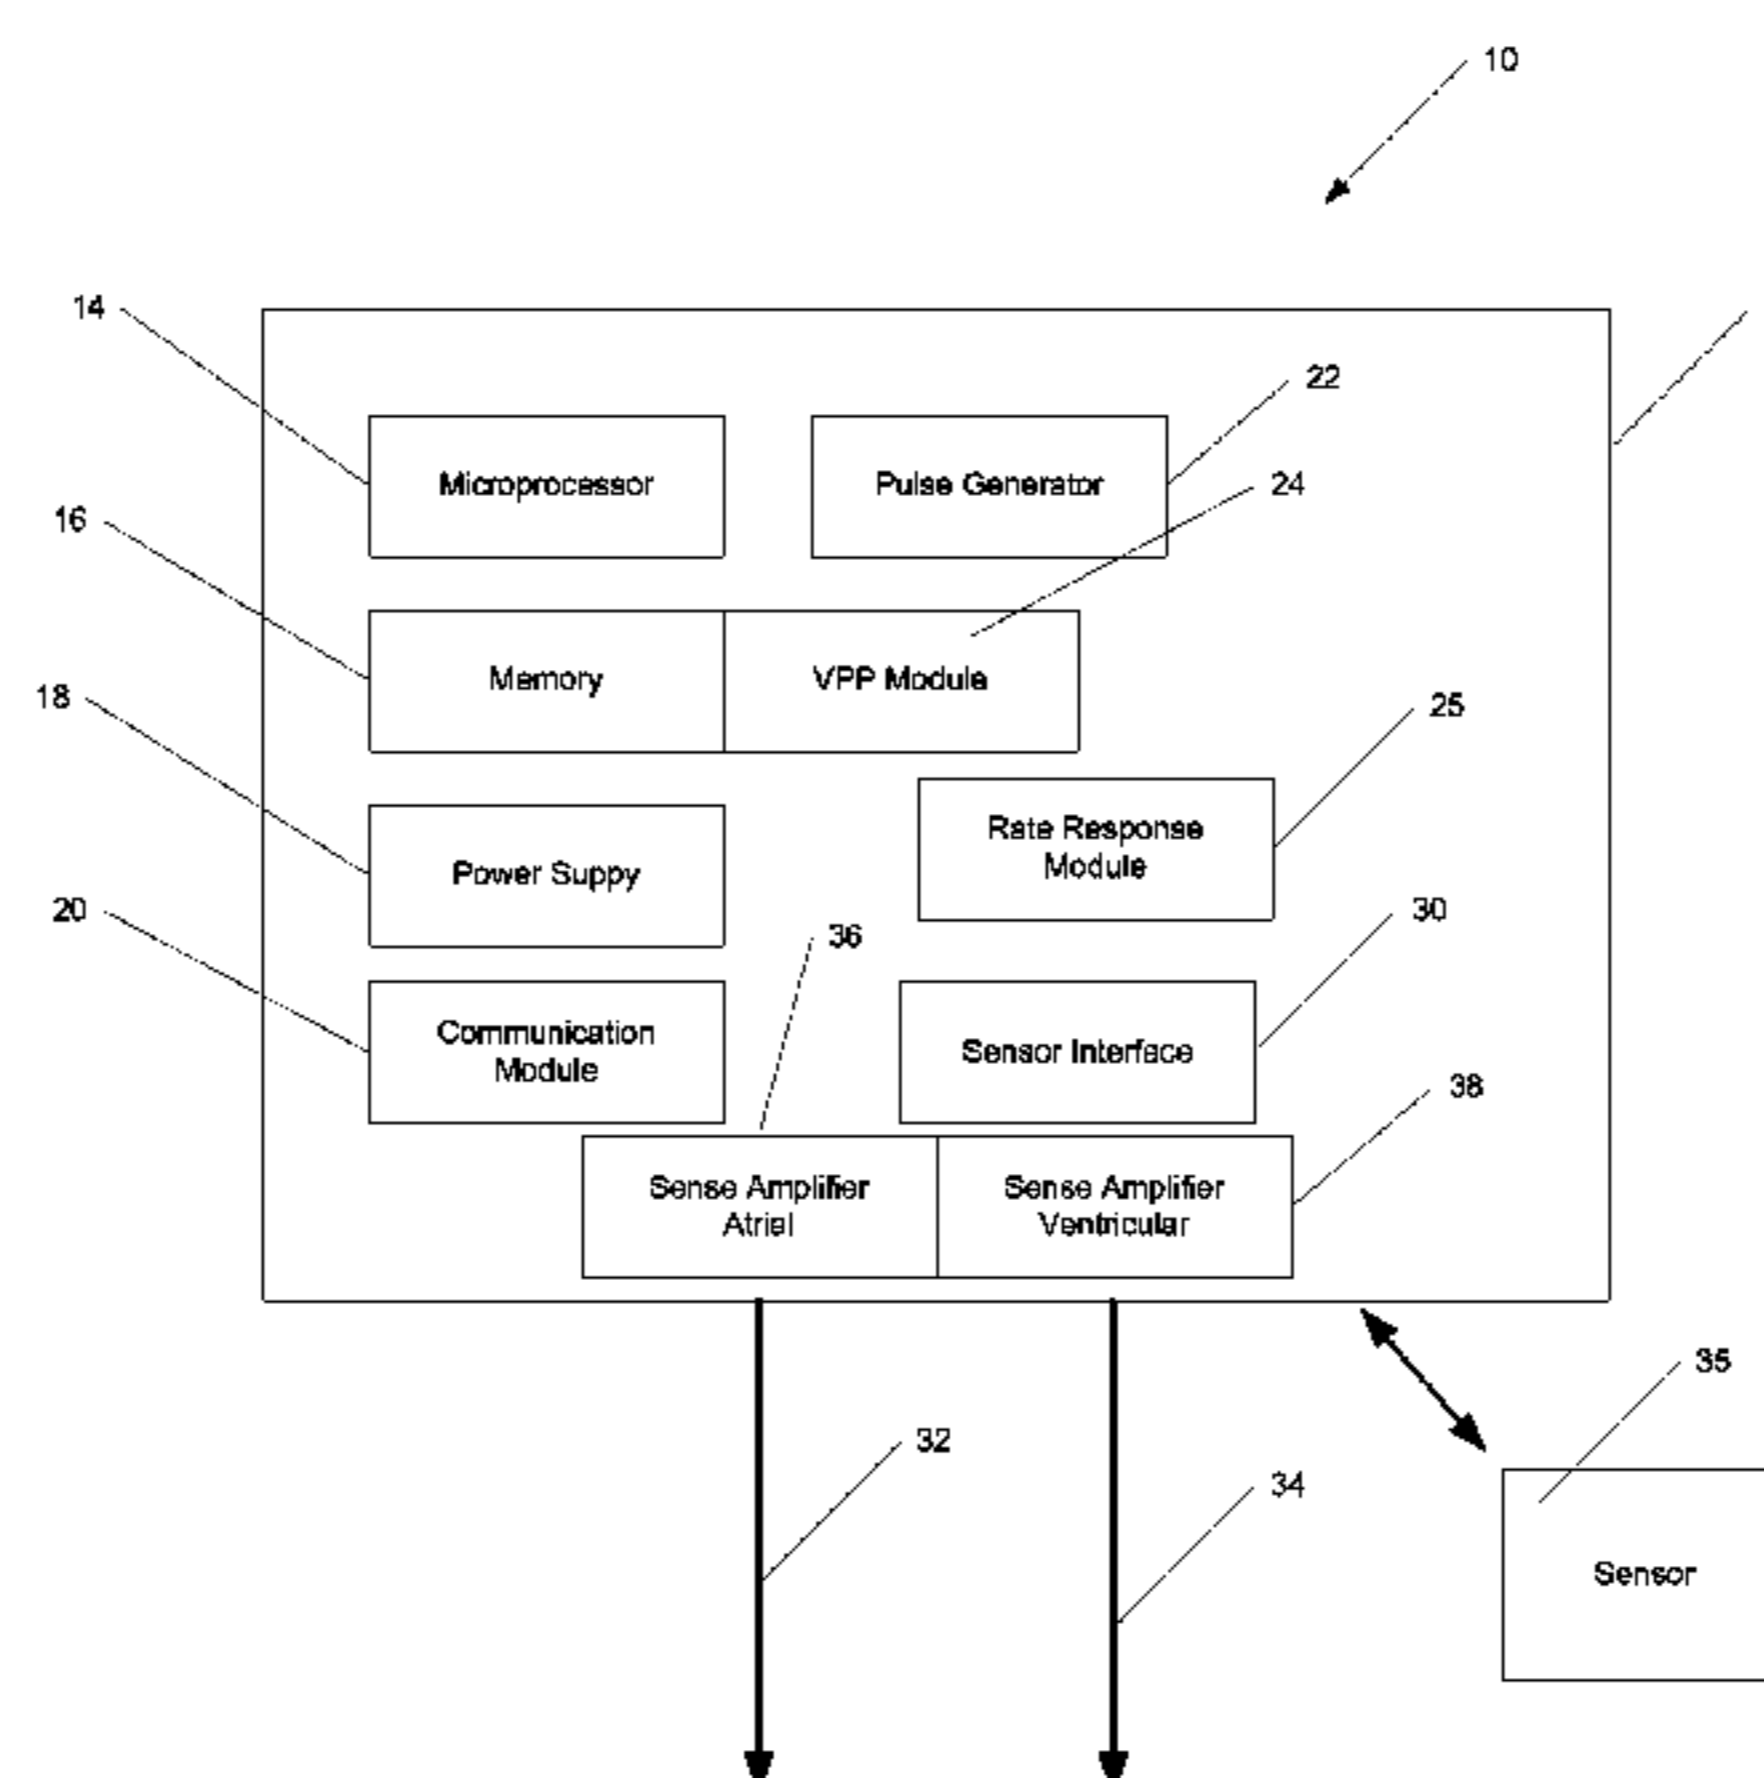 10
14
22
Microprocessor
Pulse Generator
24
16
Memory
VPP Module
18
25
Rate Response
Module
Power Suppy
20
36
30
Communication
Module
Sensor Interface
38
Sense Amplifier
Atrial
Sense Amplifier
Ventricular
35
32
34
Sensor